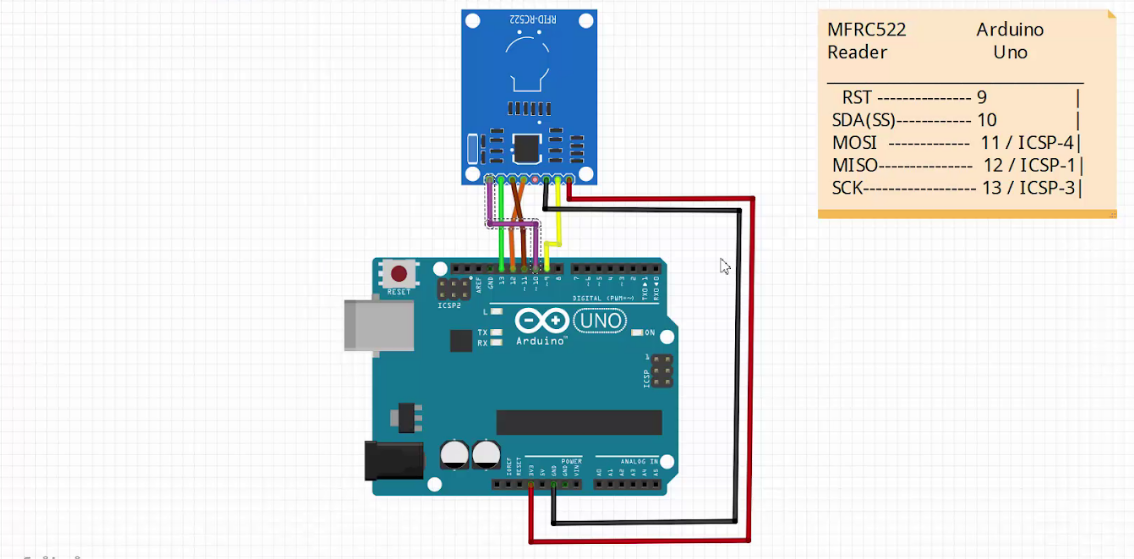 RFID-RC522
MFRC522 Arduino
Reader Uno
RST --------------- 9 |
SDA(SS)------------ 10 |
MOSI ------------- 11 / ICSP-4|
MISO--------------- 12 / ICSP-1|
SCK------------------ 13 / ICSP-3|
RESET
ICSP2
AREF
GND
13
12
~11
~10
~9
8
7
~6
~5
4
~3
2
TX0▶1
RX0◀0
DIGITAL (PWM~)
L
TX
RX
UNO
Arduino™
ON
1
ICSP
POWER
ANALOG IN
IOREF
RESET
3V3
5V
GND
GND
VIN
A0
A1
A2
A3
A4
A5